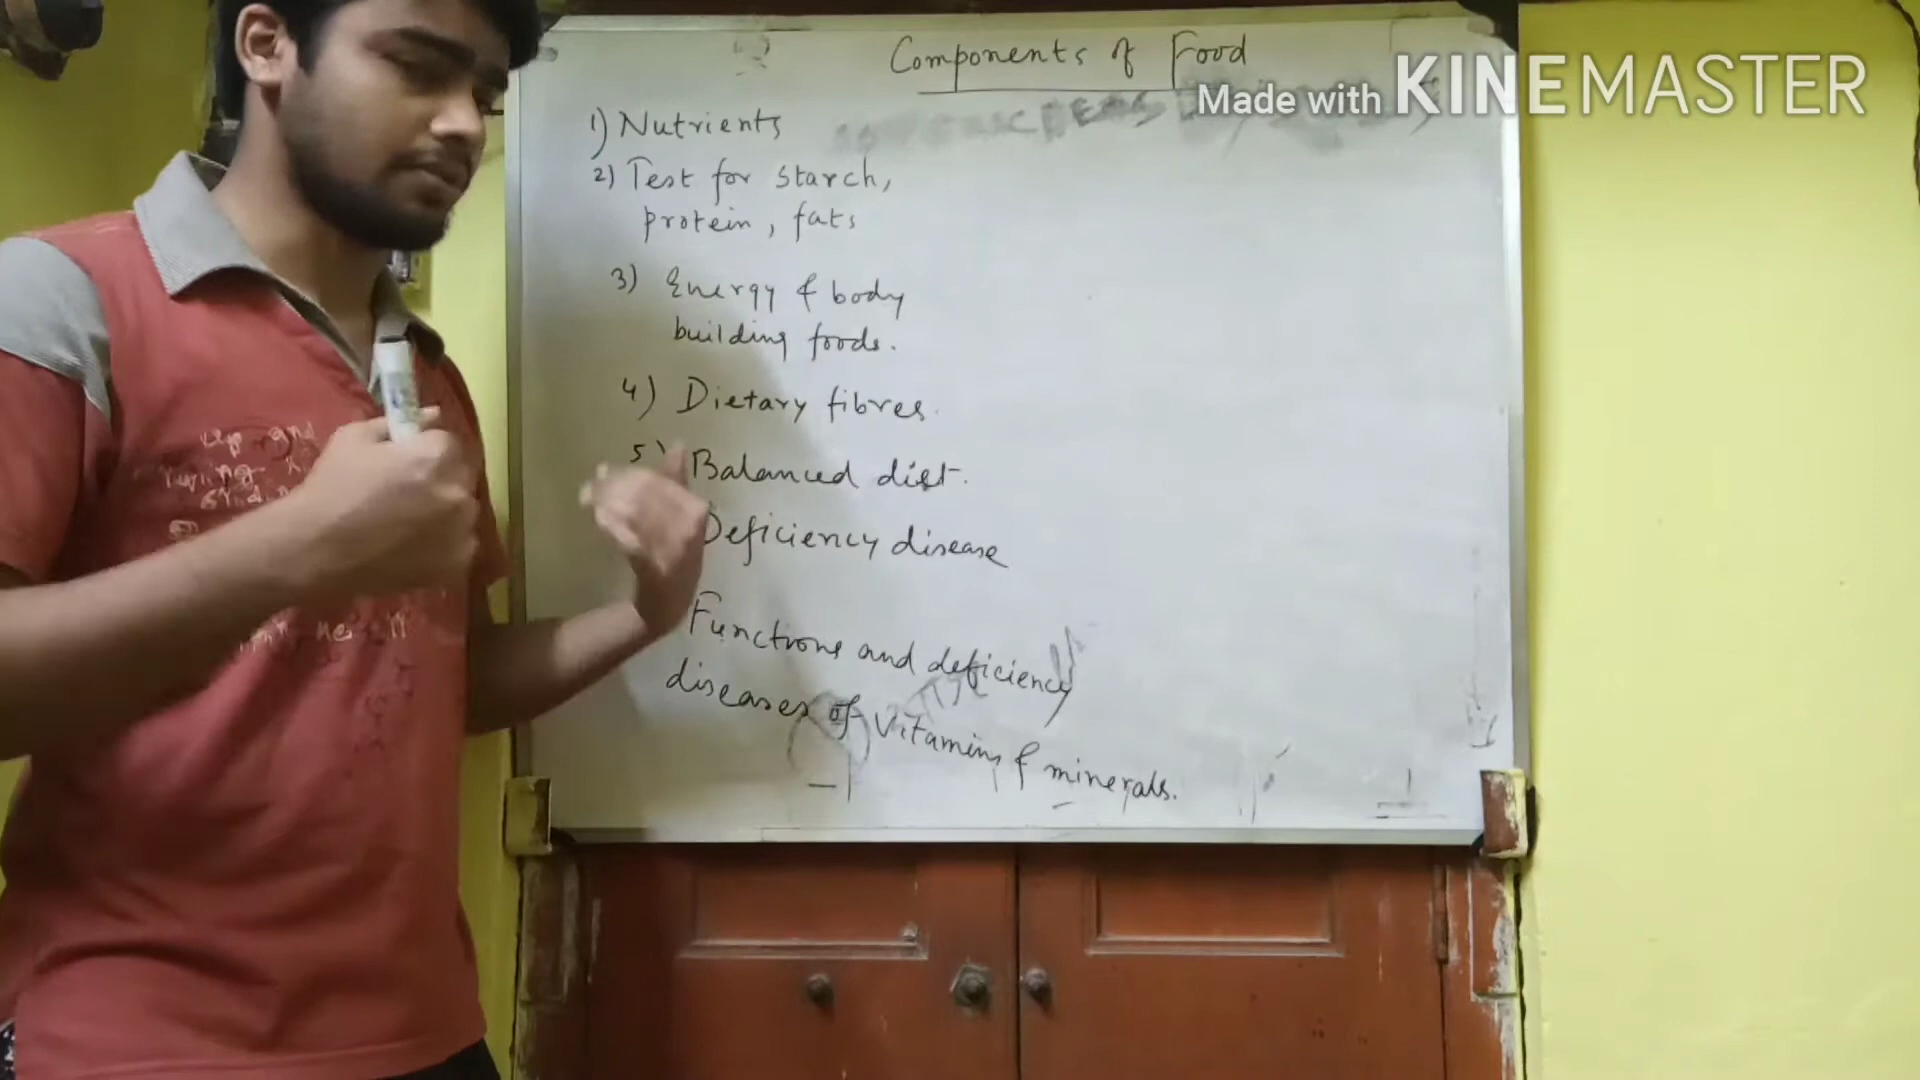 Components of Food
Made with KINEMASTER
1) Nutrients
2) Test for starch,
protein, fats
3) Energy & body
building foods.
4) Dietary fibres.
5) Balanced diet.
Deficiency disease
Functions and deficiency
diseases of vitamins & minerals.